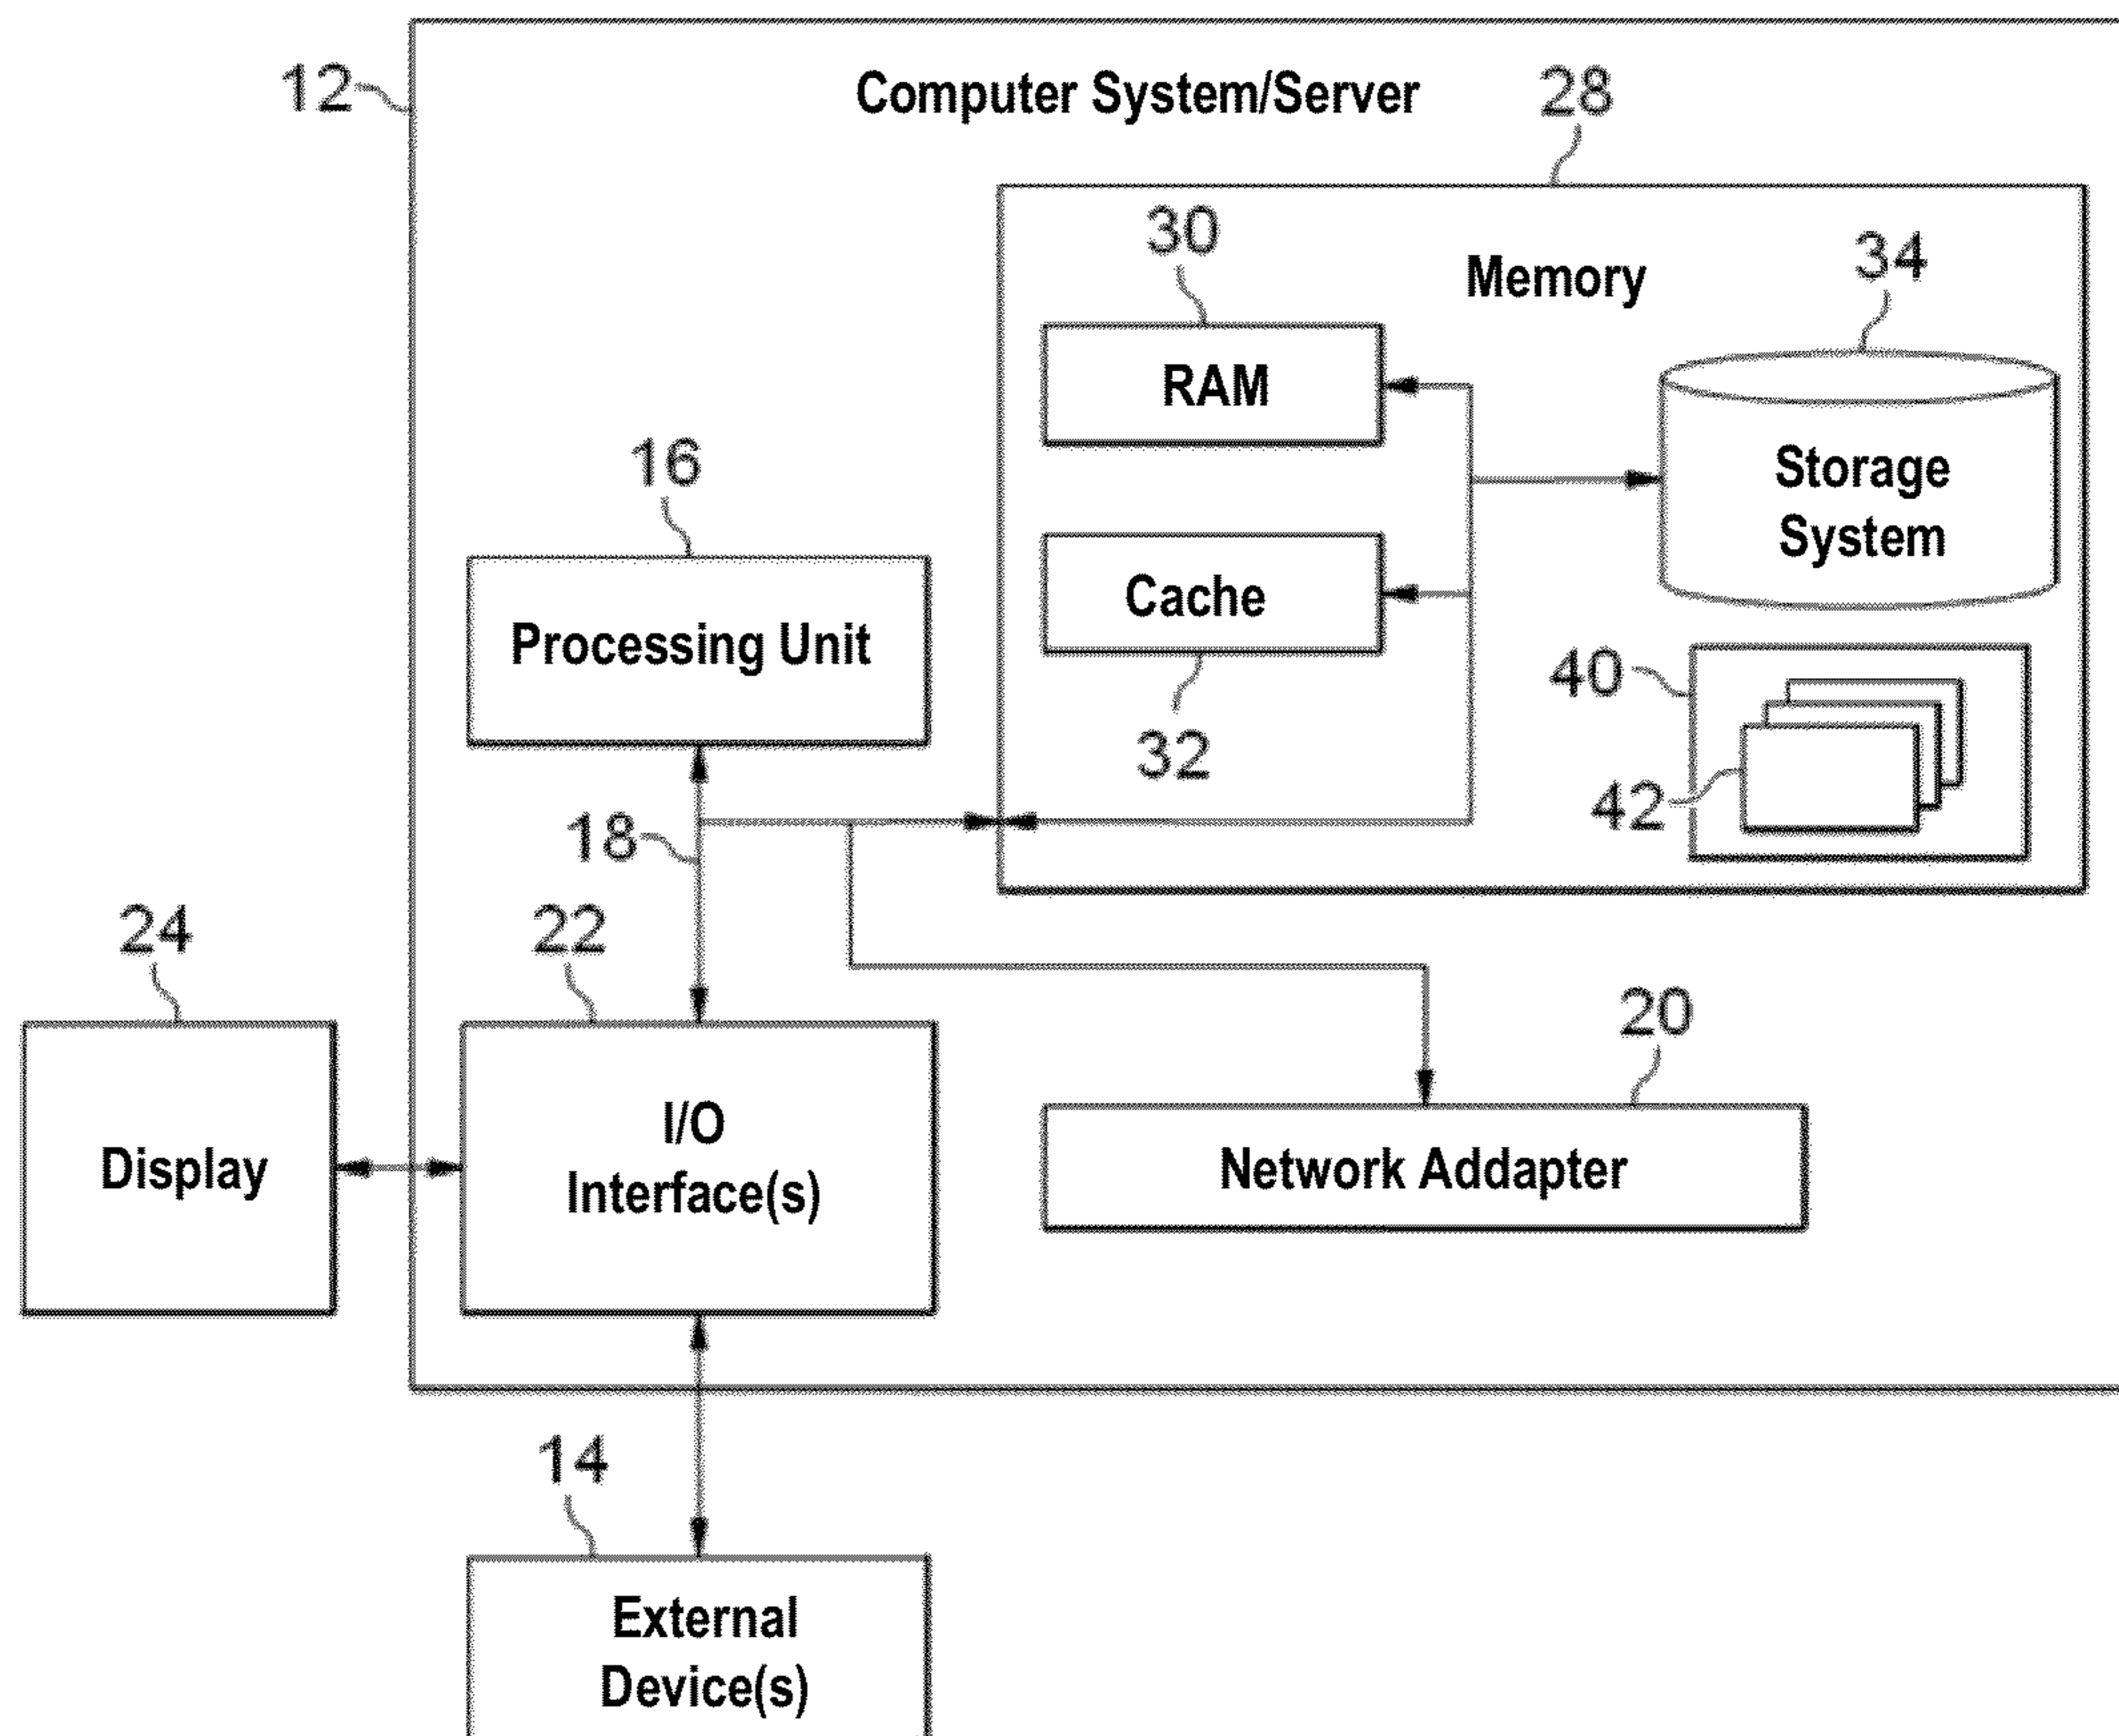 12
Computer System/Server
28
30
Memory
34
RAM
16
Storage
System
Processing Unit
Cache
40
32
42
18
24
22
20
Display
I/O
Interface(s)
Network Addapter
14
External
Device(s)